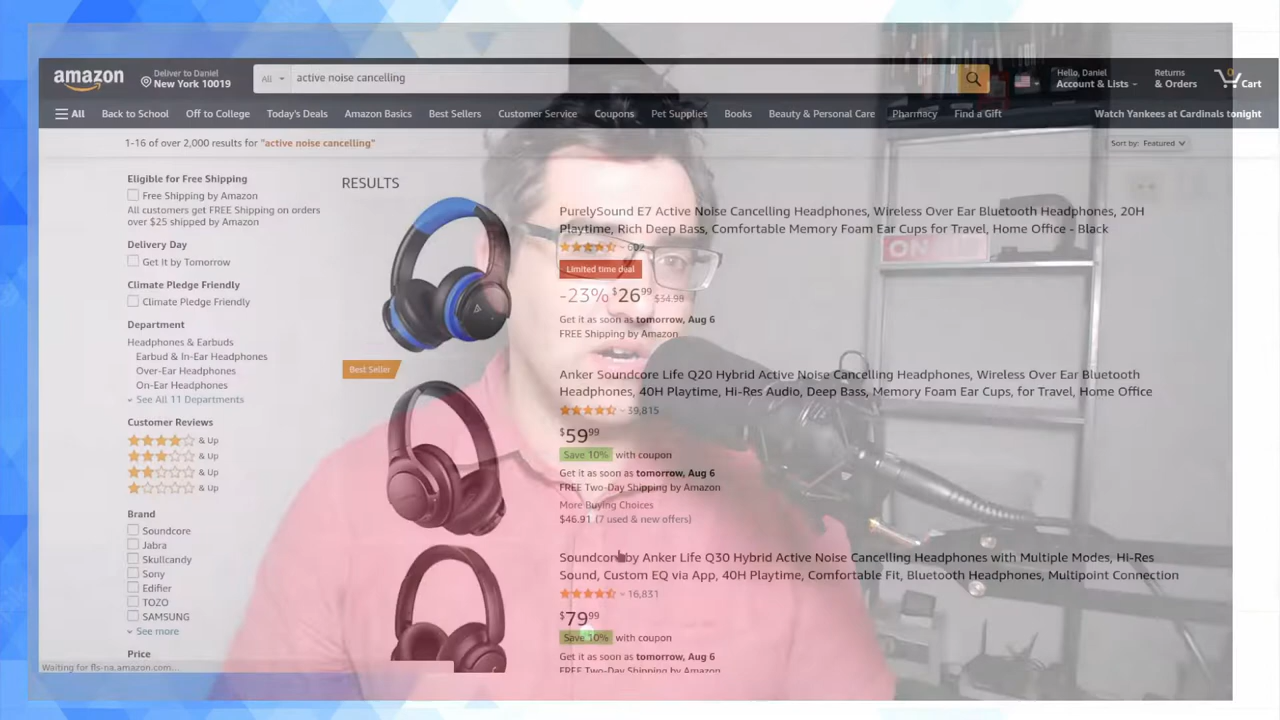 amazon
Deliver to Daniel
New York 10019
All
active noise cancelling
Hello, Daniel
Account & Lists
Returns
& Orders
0
Cart
All
Back to School
Off to College
Today's Deals
Amazon Basics
Best Sellers
Customer Service
Coupons
Pet Supplies
Books
Beauty & Personal Care
Pharmacy
Find a Gift
Watch Yankees at Cardinals tonight
1-16 of over 2,000 results for "active noise cancelling"
Sort by: Featured
Eligible for Free Shipping
Free Shipping by Amazon
All customers get FREE Shipping on orders
over $25 shipped by Amazon
Delivery Day
Get It by Tomorrow
Climate Pledge Friendly
Climate Pledge Friendly
Department
Headphones & Earbuds
Earbud & In-Ear Headphones
Over-Ear Headphones
On-Ear Headphones
See All 11 Departments
Customer Reviews
& Up
& Up
& Up
& Up
Brand
Soundcore
Jabra
Skullcandy
Sony
Edifier
TOZO
SAMSUNG
See more
Price
Waiting for fls-na.amazon.com...
RESULTS
PurelySound E7 Active Noise Cancelling Headphones, Wireless Over Ear Bluetooth Headphones, 20H
Playtime, Rich Deep Bass, Comfortable Memory Foam Ear Cups for Travel, Home Office - Black
692
Limited time deal
-23% $26.99 $34.98
Get it as soon as tomorrow, Aug 6
FREE Shipping by Amazon
Best Seller
Anker Soundcore Life Q20 Hybrid Active Noise Cancelling Headphones, Wireless Over Ear Bluetooth
Headphones, 40H Playtime, Hi-Res Audio, Deep Bass, Memory Foam Ear Cups, for Travel, Home Office
39,815
$59.99
Save 10% with coupon
Get it as soon as tomorrow, Aug 6
FREE Two-Day Shipping by Amazon
More Buying Choices
$46.91 (7 used & new offers)
Soundcore by Anker Life Q30 Hybrid Active Noise Cancelling Headphones with Multiple Modes, Hi-Res
Sound, Custom EQ via App, 40H Playtime, Comfortable Fit, Bluetooth Headphones, Multipoint Connection
16,831
$79.99
Save 10% with coupon
Get it as soon as tomorrow, Aug 6
FREE Two-Day Shipping by Amazon
ON